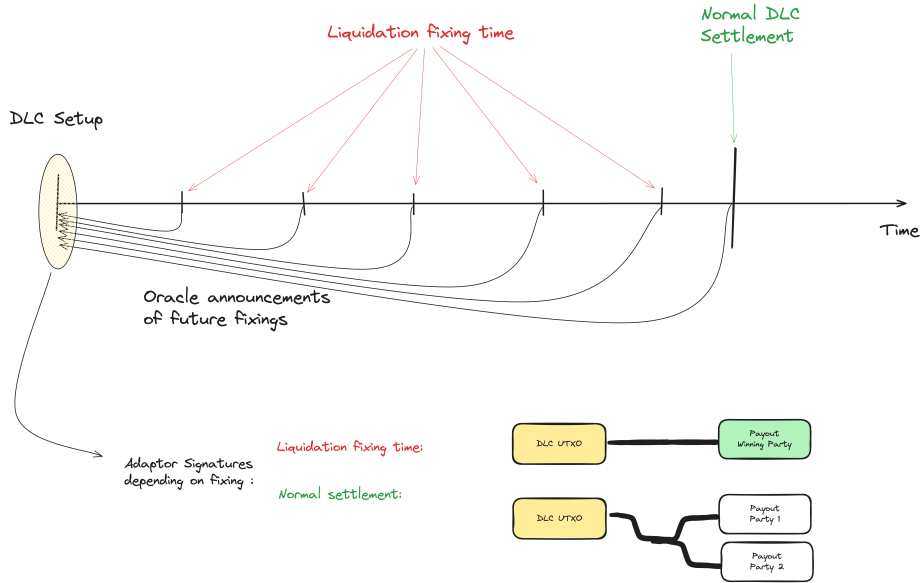 Liquidation fixing time
Normal DLC
Settlement
DLC Setup
Time
Oracle announcements
of future fixings
Adaptor Signatures
depending on fixing :
Liquidation fixing time:
DLC UTXO
Payout
Winning Party
Normal settlement:
DLC UTXO
Payout
Party 1
Payout
Party 2